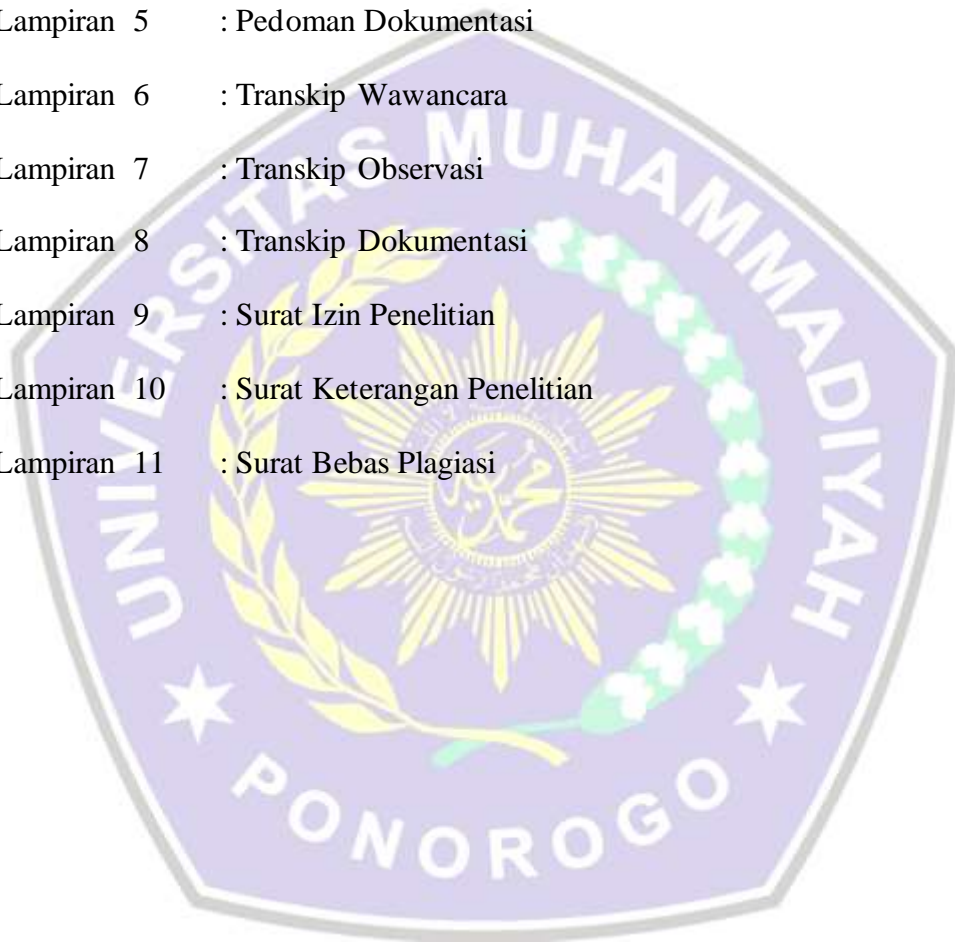 Lampiran 5 : Pedoman Dokumentasi
Lampiran 6 : Transkip Wawancara
Lampiran 7 : Transkip Observasi
Lampiran 8 : Transkip Dokumentasi
Lampiran 9 : Surat Izin Penelitian
Lampiran 10 : Surat Keterangan Penelitian
Lampiran 11 : Surat Bebas Plagiasi
UNIVERSITAS MUHAMMADIYAH
PONOROGO